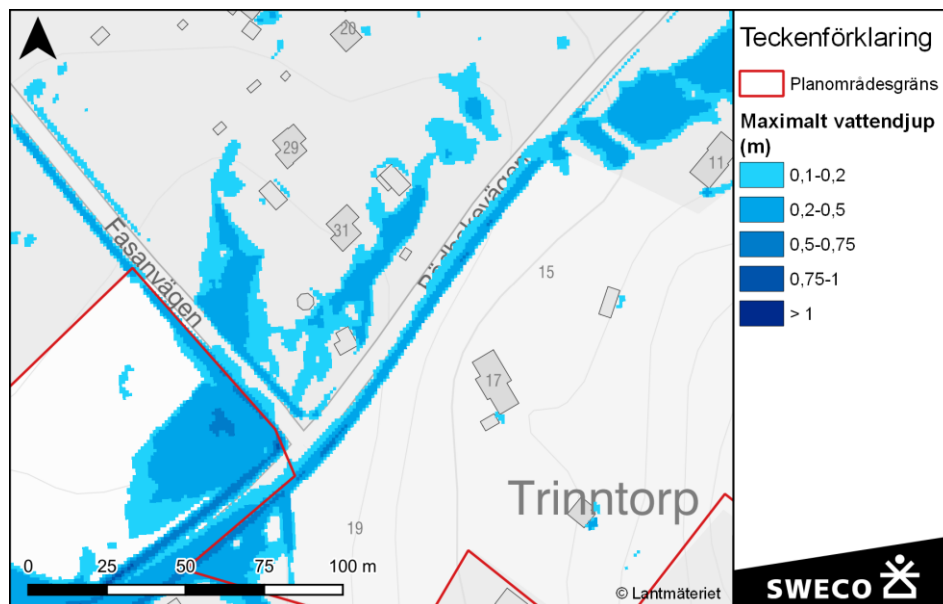 20
29
31
Fasanvägen
Rödhakevägen
11
15
17
Trinntorp
19
0 25 50 75 100 m
© Lantmäteriet
Teckenförklaring
Planområdesgräns
Maximalt vattendjup
(m)
0,1-0,2
0,2-0,5
0,5-0,75
0,75-1
> 1
SWECO